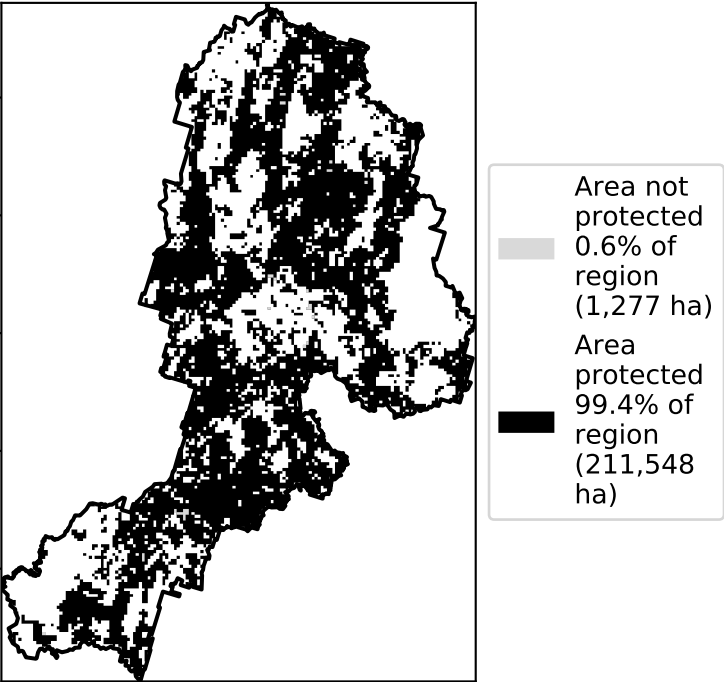 Area not
protected
0.6% of
region
(1,277 ha)
Area
protected
99.4% of
region
(211,548
ha)